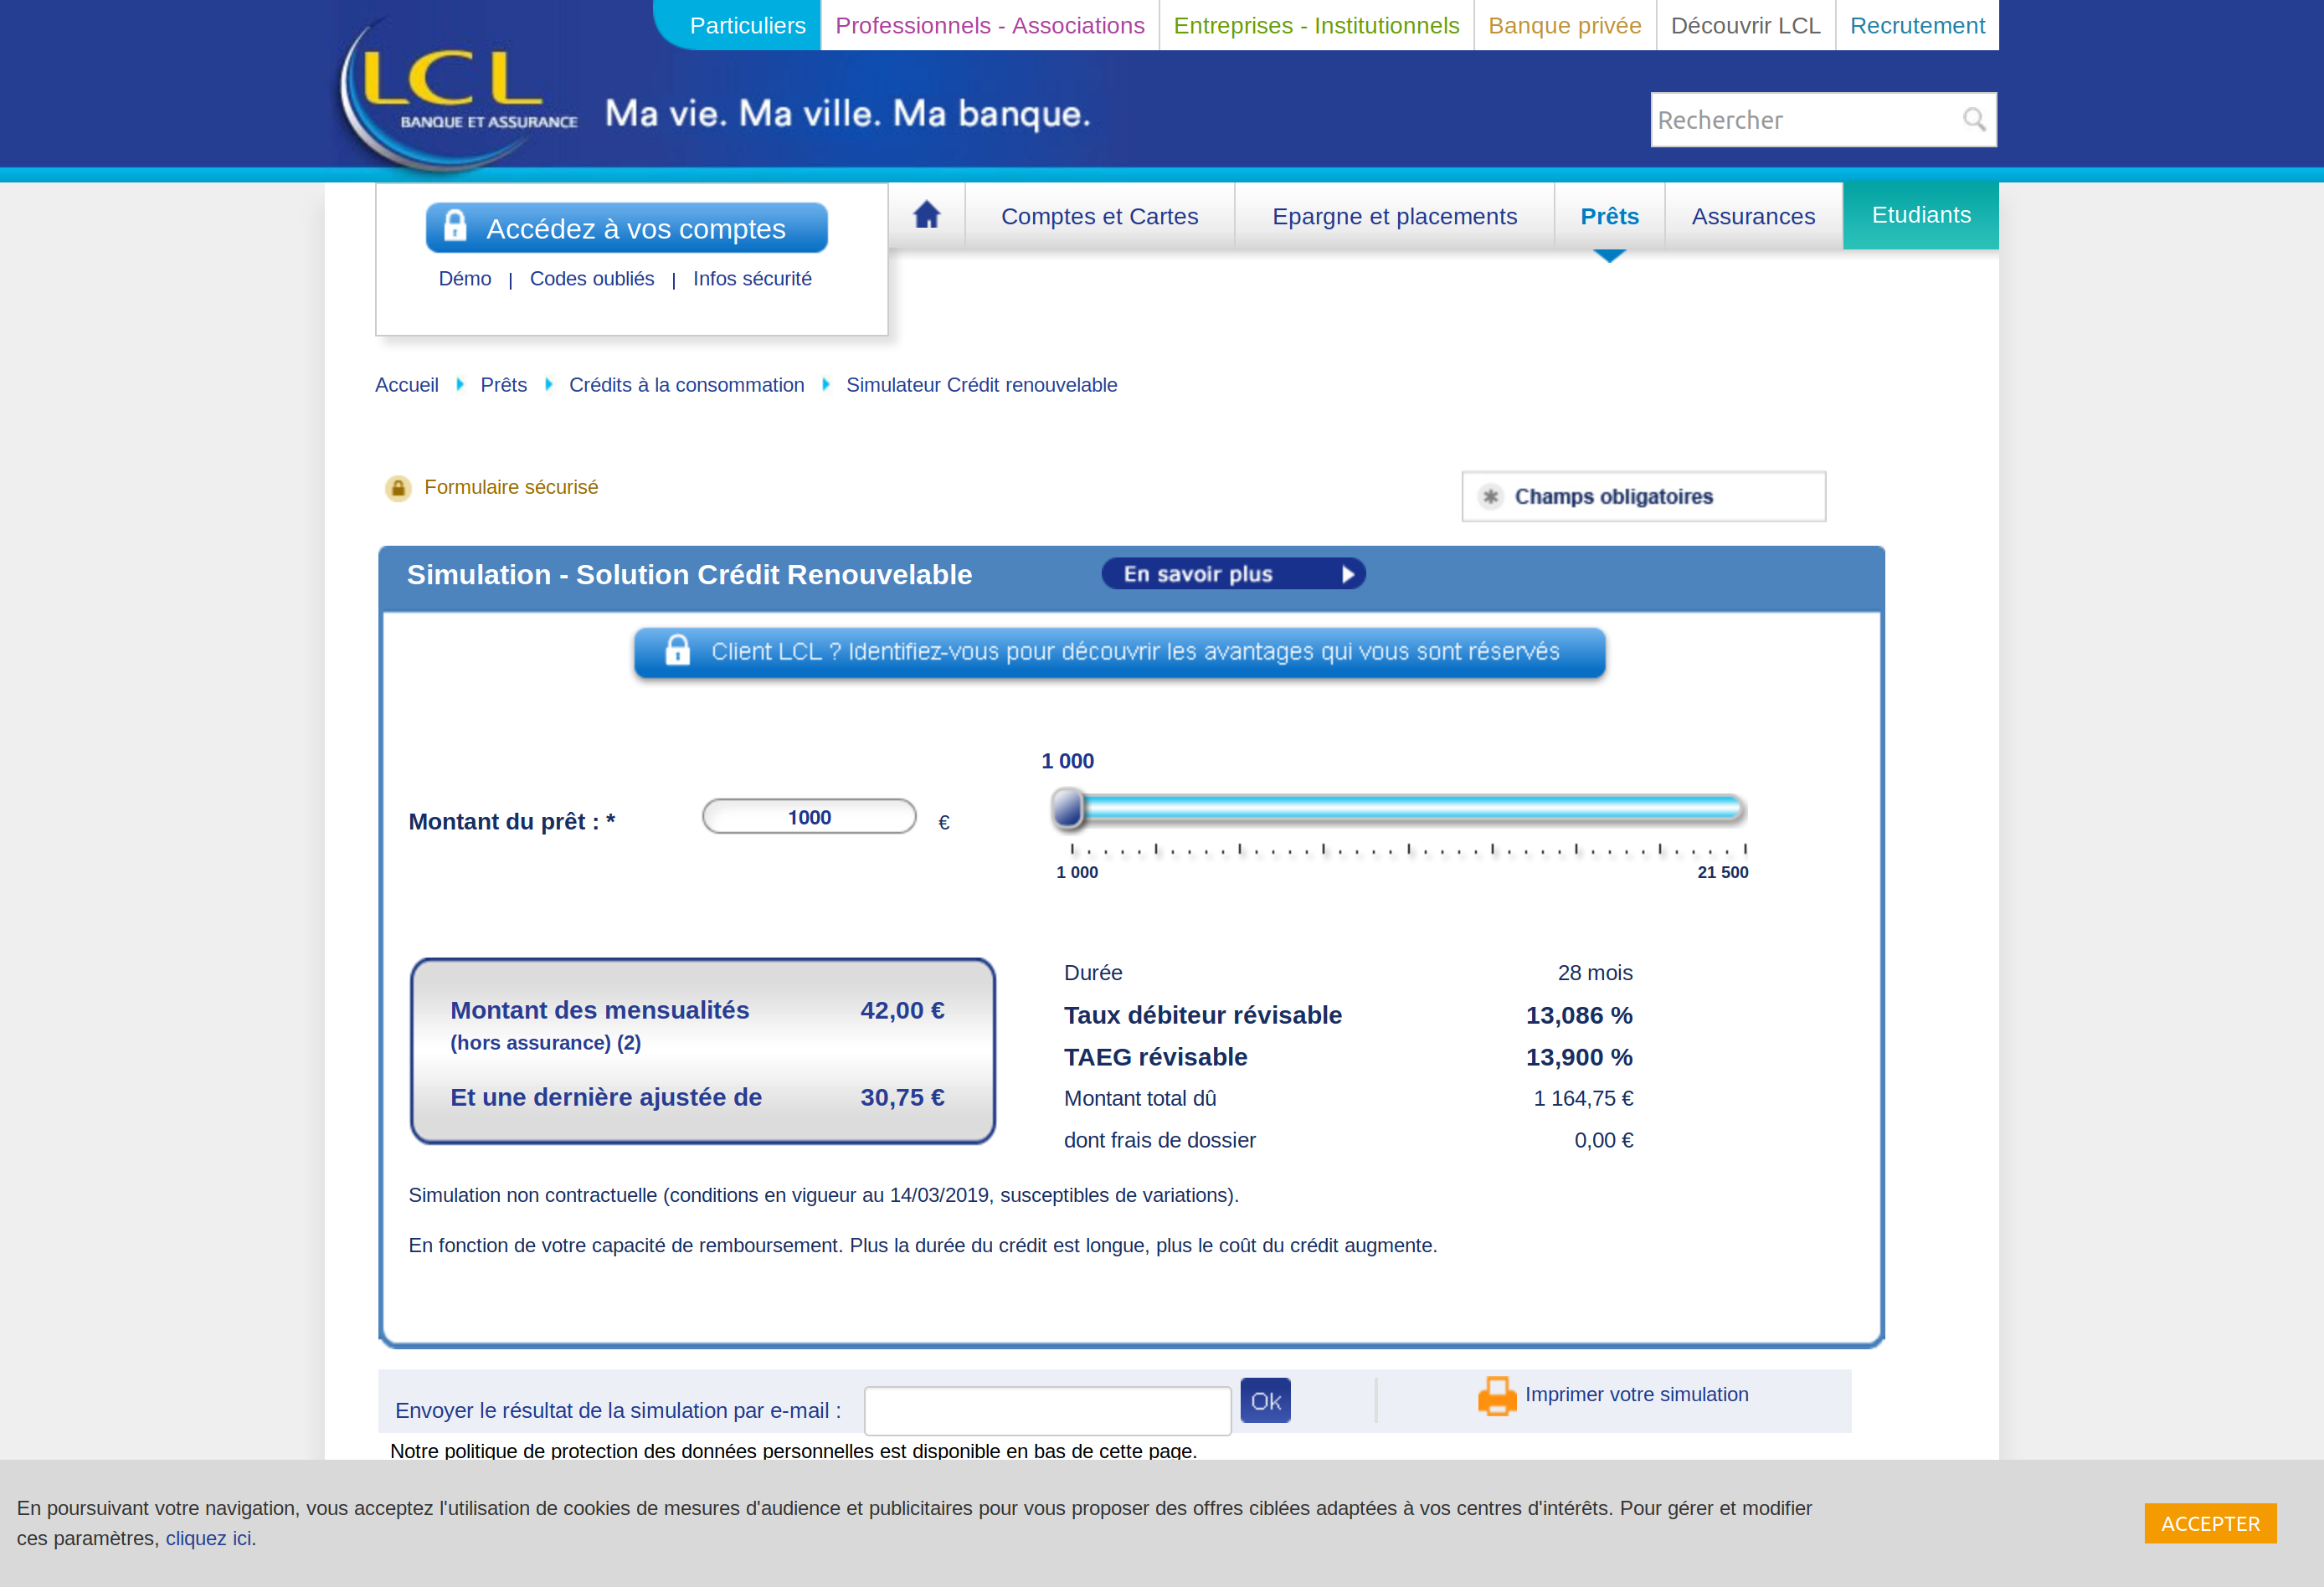 Particuliers
Professionnels - Associations
Entreprises - Institutionnels
Banque privée
Découvrir LCL
Recrutement
LCL
BANQUE ET ASSURANCE
Ma vie. Ma ville. Ma banque.
Rechercher
Accédez à vos comptes
Démo | Codes oubliés | Infos sécurité
Comptes et Cartes
Epargne et placements
Prêts
Assurances
Etudiants
Accueil Prêts Crédits à la consommation Simulateur Crédit renouvelable
Formulaire sécurisé
* Champs obligatoires
Simulation - Solution Crédit Renouvelable
En savoir plus
Client LCL ? Identifiez-vous pour découvrir les avantages qui vous sont réservés
1 000
Montant du prêt : * 1000 €
1 000 21 500
Montant des mensualités 42,00 €
(hors assurance) (2)
Et une dernière ajustée de 30,75 €
Durée 28 mois
Taux débiteur révisable 13,086 %
TAEG révisable 13,900 %
Montant total dû 1 164,75 €
dont frais de dossier 0,00 €
Simulation non contractuelle (conditions en vigueur au 14/03/2019, susceptibles de variations).
En fonction de votre capacité de remboursement. Plus la durée du crédit est longue, plus le coût du crédit augmente.
Envoyer le résultat de la simulation par e-mail : Ok
Imprimer votre simulation
Notre politique de protection des données personnelles est disponible en bas de cette page.
En poursuivant votre navigation, vous acceptez l'utilisation de cookies de mesures d'audience et publicitaires pour vous proposer des offres ciblées adaptées à vos centres d'intérêts. Pour gérer et modifier
ces paramètres, cliquez ici.
ACCEPTER